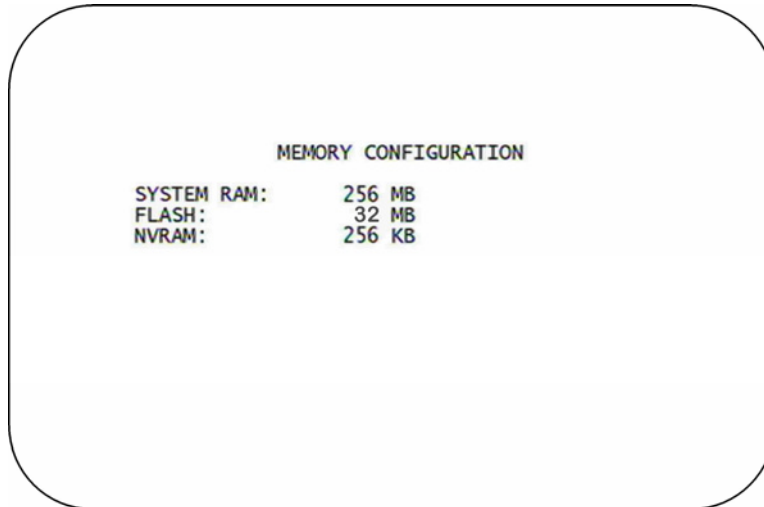 MEMORY CONFIGURATION
SYSTEM RAM: 256 MB
FLASH: 32 MB
NVRAM: 256 KB